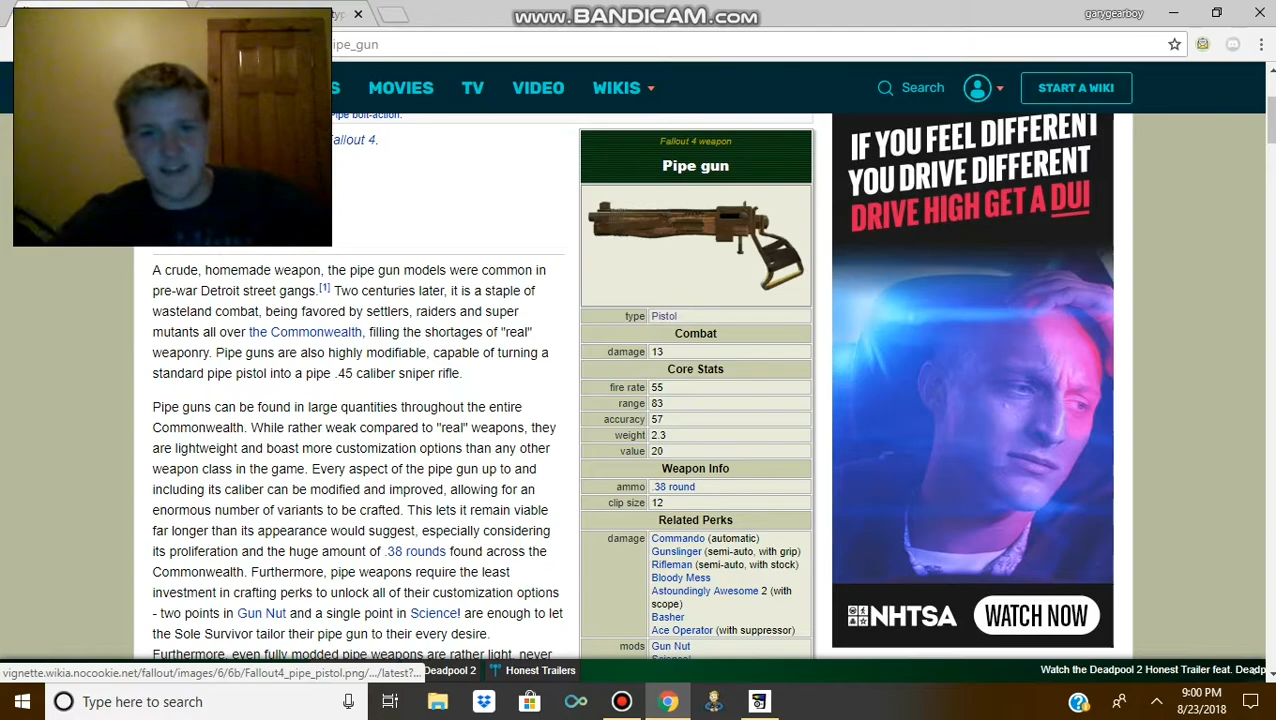 www.BANDICAM.com
garygearboy
ipe_gun
S
MOVIES
TV
VIDEO
WIKIS
Search
START A WIKI
Pipe bolt-action.
Fallout 4.
A crude, homemade weapon, the pipe gun models were common in
pre-war Detroit street gangs.[1] Two centuries later, it is a staple of
wasteland combat, being favored by settlers, raiders and super
mutants all over the Commonwealth, filling the shortages of "real"
weaponry. Pipe guns are also highly modifiable, capable of turning a
standard pipe pistol into a pipe .45 caliber sniper rifle.
Pipe guns can be found in large quantities throughout the entire
Commonwealth. While rather weak compared to "real" weapons, they
are lightweight and boast more customization options than any other
weapon class in the game. Every aspect of the pipe gun up to and
including its caliber can be modified and improved, allowing for an
enormous number of variants to be crafted. This lets it remain viable
far longer than its appearance would suggest, especially considering
its proliferation and the huge amount of .38 rounds found across the
Commonwealth. Furthermore, pipe weapons require the least
investment in crafting perks to unlock all of their customization options
- two points in Gun Nut and a single point in Science! are enough to let
the Sole Survivor tailor their pipe gun to their every desire.
Furthermore, even fully modded pipe weapons are rather light, never
Fallout 4 weapon
Pipe gun
type Pistol
Combat
damage 13
Core Stats
fire rate 55
range 83
accuracy 57
weight 2.3
value 20
Weapon Info
ammo .38 round
clip size 12
Related Perks
damage Commando (automatic)
Gunslinger (semi-auto, with grip)
Rifleman (semi-auto, with stock)
Bloody Mess
Astoundingly Awesome 2 (with
scope)
Basher
Ace Operator (with suppressor)
mods Gun Nut
Science!
IF YOU FEEL DIFFERENT
YOU DRIVE DIFFERENT
DRIVE HIGH GET A DUI
NHTSA
WATCH NOW
vignette.wikia.nocookie.net/fallout/images/6/6b/Fallout4_pipe_pistol.png/.../latest?...
Deadpool 2
Honest Trailers
Watch the Deadpool 2 Honest Trailer feat. Deadp
Type here to search
9:00 PM
8/23/2018